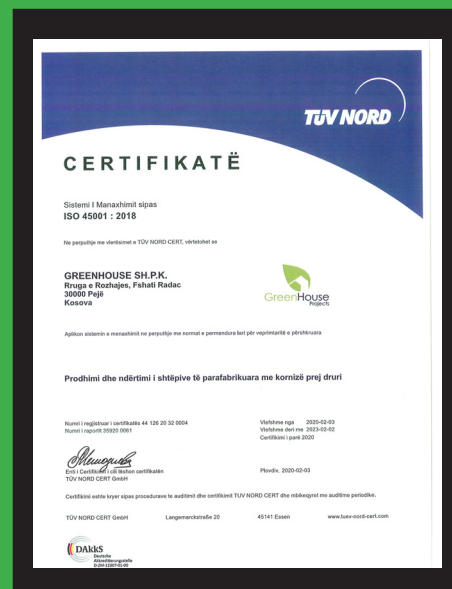 TÜV NORD
CERTIFIKATË
Sistemi I Manaxhimit sipas
ISO 45001 : 2018
Ne perputhje me vlerësimet e TÜV NORD CERT, vërtetohet se
GREENHOUSE SH.P.K.
Rruga e Rozhajes, Fshati Radac
30000 Pejë
Kosova
GreenHouse
Projects
Aplikon sistemin e menaxhimit ne perputhje me normat e permendura lart për veprimtaritë e përshkruara
Prodhimi dhe ndërtimi i shtëpive të parafabrikuara me kornizë prej druri
Numri i regjistruar i certifikatës 44 126 20 32 0004
Numri i raportit 35920 0061
Vlefshme nga 2020-02-03
Vlefshme deri me 2023-02-02
Certifikimi i parë 2020
Enti i Certifikimit i cili lëshon certifikatën
TÜV NORD CERT GmbH
Plovdiv, 2020-02-03
Certifikimi eshte kryer sipas procedurave te auditimit dhe certifikimit TUV NORD CERT dhe mbikeqyret me auditime periodike.
TÜV NORD CERT GmbH Langemarckstraße 20 45141 Essen www.tuev-nord-cert.com
DAkkS
Deutsche
Akkreditierungsstelle
D-ZM-12007-01-00